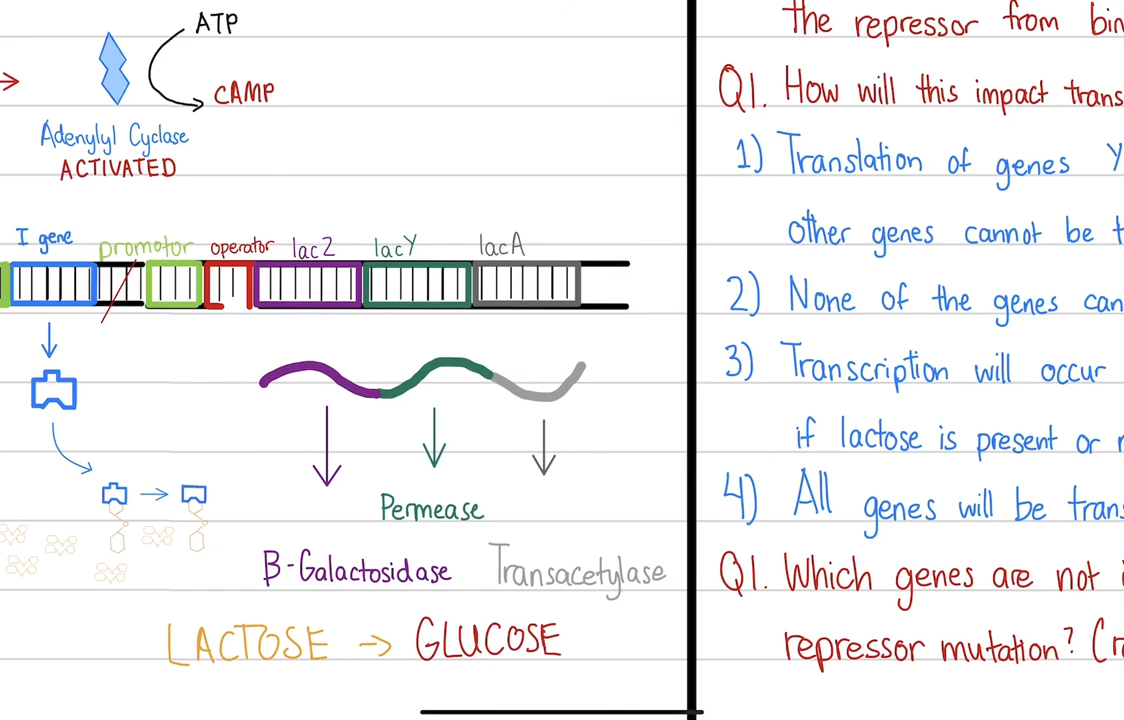 ATP
cAMP
Adenylyl Cyclase
ACTIVATED
I gene
promotor
operator
lacZ
lacY
lacA
Permease
β-Galactosidase
Transacetylase
LACTOSE → GLUCOSE
the repressor from bin
Q1. How will this impact trans
1) Translation of genes Y
other genes cannot be t
2) None of the genes can
3) Transcription will occur
if lactose is present or
4) All genes will be trans
Q1. Which genes are not i
repressor mutation? (